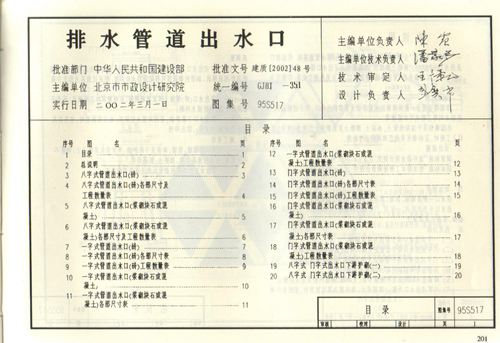 排水管道出水口
批准部门 中华人民共和国建设部 批准文号 建质[2002]48号
主编单位 北京市市政设计研究院 统一编号 GJBT —351
实行日期 二○○二年三月一日 图集号 95S517
主编单位负责人
主编单位技术负责人
技术审定人
设计负责人
目录
序号 名 页
1 目录 1
2 总说明 2
3 八字式管道出水口(砖) 3
4 八字式管道出水口(砖)各部尺寸及
工程数量表 4
5 八字式管道出水口(浆砌块石或混
凝土) 5
6 八字式管道出水口(浆砌块石或混
凝土)各部尺寸及工程数量表 6
7 一字式管道出水口(砖) 7
8 一字式管道出水口(砖)各部尺寸表 8
9 一字式管道出水口(砖)工程数量表 9
10 一字式管道出水口(浆砌块石或混
凝土) 10
11 一字式管道出水口(浆砌块石或混
凝土)各部尺寸表 11
序号 名 页
12 一字式管道出水口(浆砌块石或混
凝土)工程数量表 12
13 门字式管道出水口(砖) 13
14 门字式管道出水口(砖)各部尺寸表 14
15 门字式管道出水口(砖)工程数量表 15
16 门字式管道出水口(浆砌块石或混
凝土) 16
17 门字式管道出水口(浆砌块石或混
凝土)各部尺寸表 17
18 门字式管道出水口(浆砌块石或混
凝土)工程数量表 18
19 八字式 门字式出水口下游护砌(一) 19
20 八字式 门字式出水口下游护砌(二) 20
目录 图集号 95S517
审核 校对 设计 页 1
201